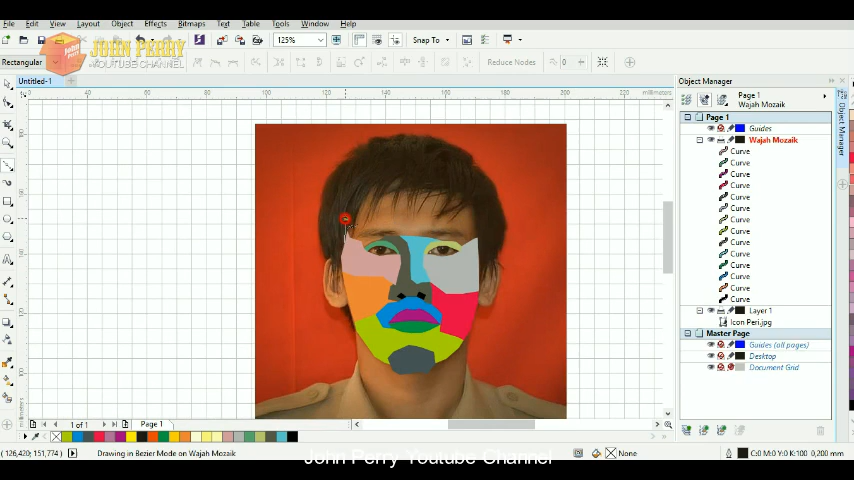 File Edit View Layout Object Effects Bitmaps Text Table Tools Window Help
125% Snap To
JOHN PERRY
YOUTUBE CHANNEL
Rectangular Reduce Nodes 0
Untitled-1
millimeters
Object Manager
Page 1
Wajah Mozaik
Page 1
Guides
Wajah Mozaik
Curve
Curve
Curve
Curve
Curve
Curve
Curve
Curve
Curve
Curve
Curve
Curve
Curve
Curve
Layer 1
Icon Peri.jpg
Master Page
Guides (all pages)
Desktop
Document Grid
Object Manager
1 of 1 Page 1
(126,420; 151,774) Drawing in Bezier Mode on Wajah Mozaik None C:0 M:0 Y:0 K:100 0,200 mm
John Perry Youtube Channel